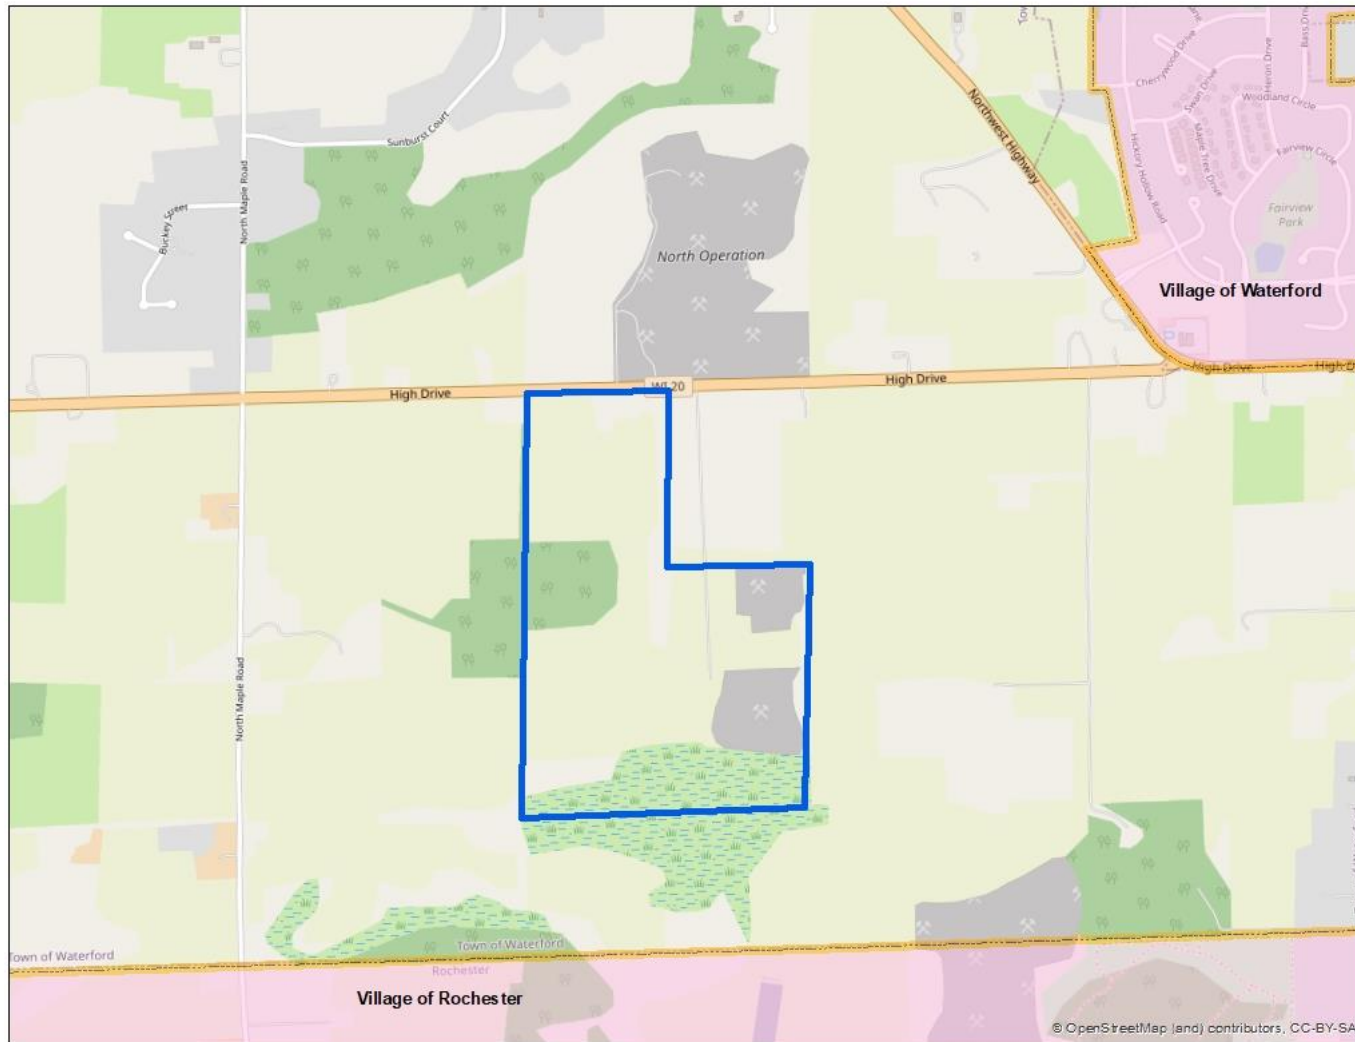 Cherrywood Drive
Swan Drive
Heron Drive
Bass Drive
Woodland Circle
Maple Tree Drive
Fairview Circle
Hickory Hollow Road
Fairview
Park
Northwest Highway
Sunburst Court
North Maple Road
Buckey Street
North Operation
Village of Waterford
High Drive
WI 20
High Drive
High Drive
High D
North Maple Road
Town of Waterford
Town of Waterford
Rochester
Village of Rochester
© OpenStreetMap (and) contributors, CC-BY-SA